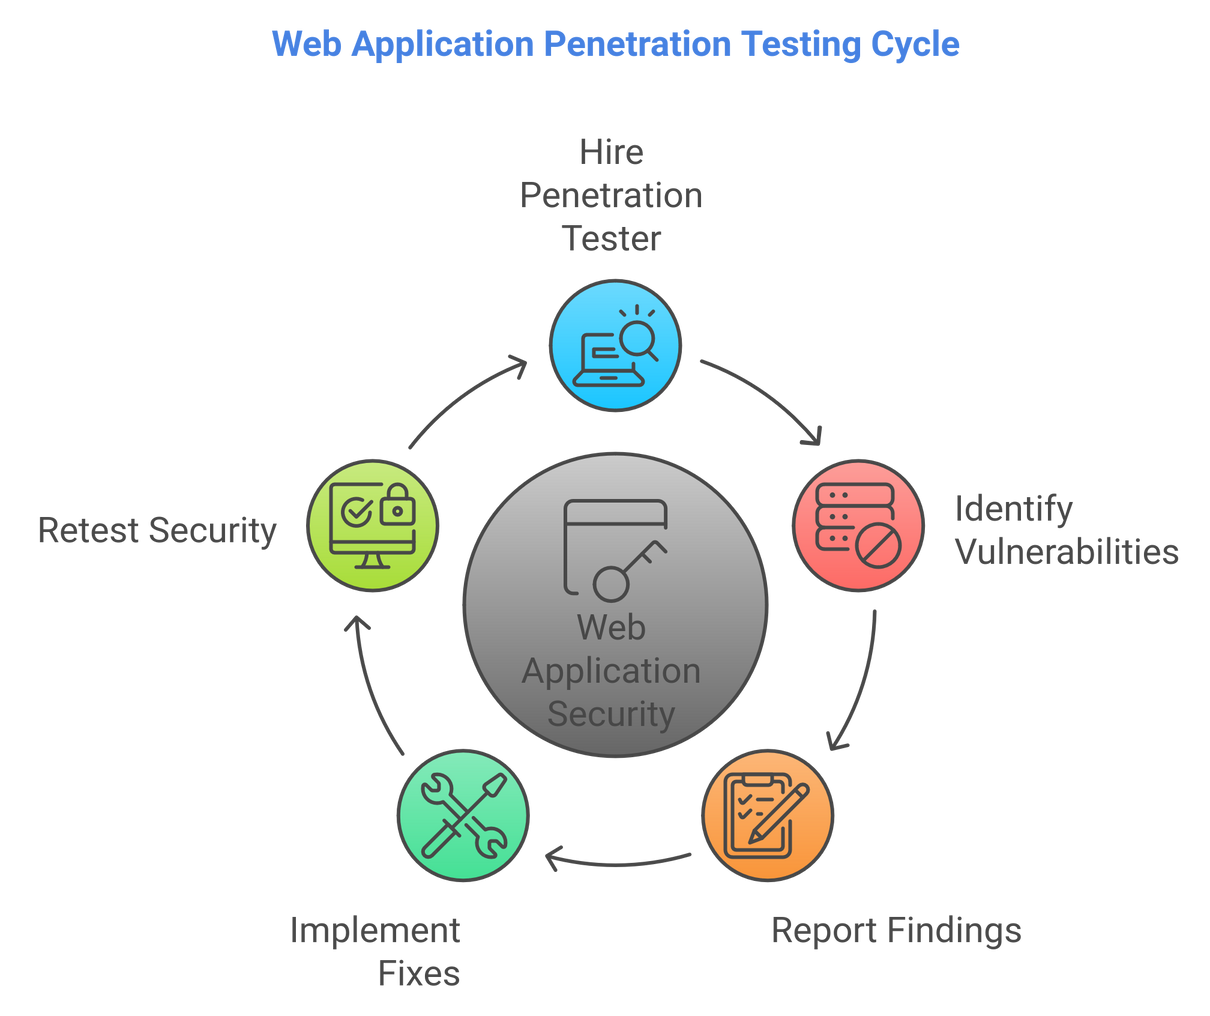 Web Application Penetration Testing Cycle
Hire
Penetration
Tester
Identify
Vulnerabilities
Retest Security
Web
Application
Security
Implement
Fixes
Report Findings